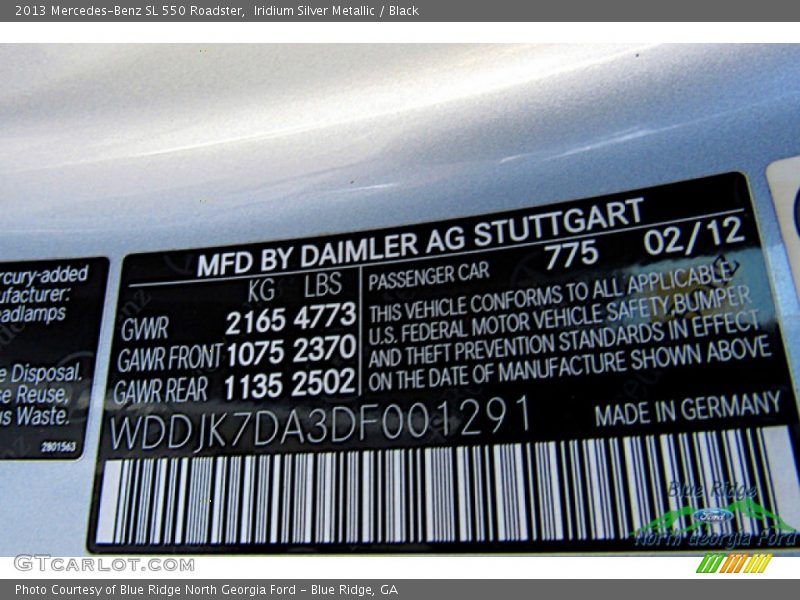 2013 Mercedes-Benz SL 550 Roadster,  Iridium Silver Metallic / Black
MFD BY DAIMLER AG STUTTGART
775 02/12
KG LBS
GVWR 2165 4773
GAWR FRONT 1075 2370
GAWR REAR 1135 2502
PASSENGER CAR
THIS VEHICLE CONFORMS TO ALL APPLICABLE
U.S. FEDERAL MOTOR VEHICLE SAFETY, BUMPER
AND THEFT PREVENTION STANDARDS IN EFFECT
ON THE DATE OF MANUFACTURE SHOWN ABOVE
WDDJK7DA3DF001291
MADE IN GERMANY
rcury-added
ufacturer:
eadlamps
e Disposal.
se Reuse,
us Waste.
2801563
Blue Ridge
Ford
North Georgia Ford
GTCARLOT.COM
Photo Courtesy of Blue Ridge North Georgia Ford – Blue Ridge, GA